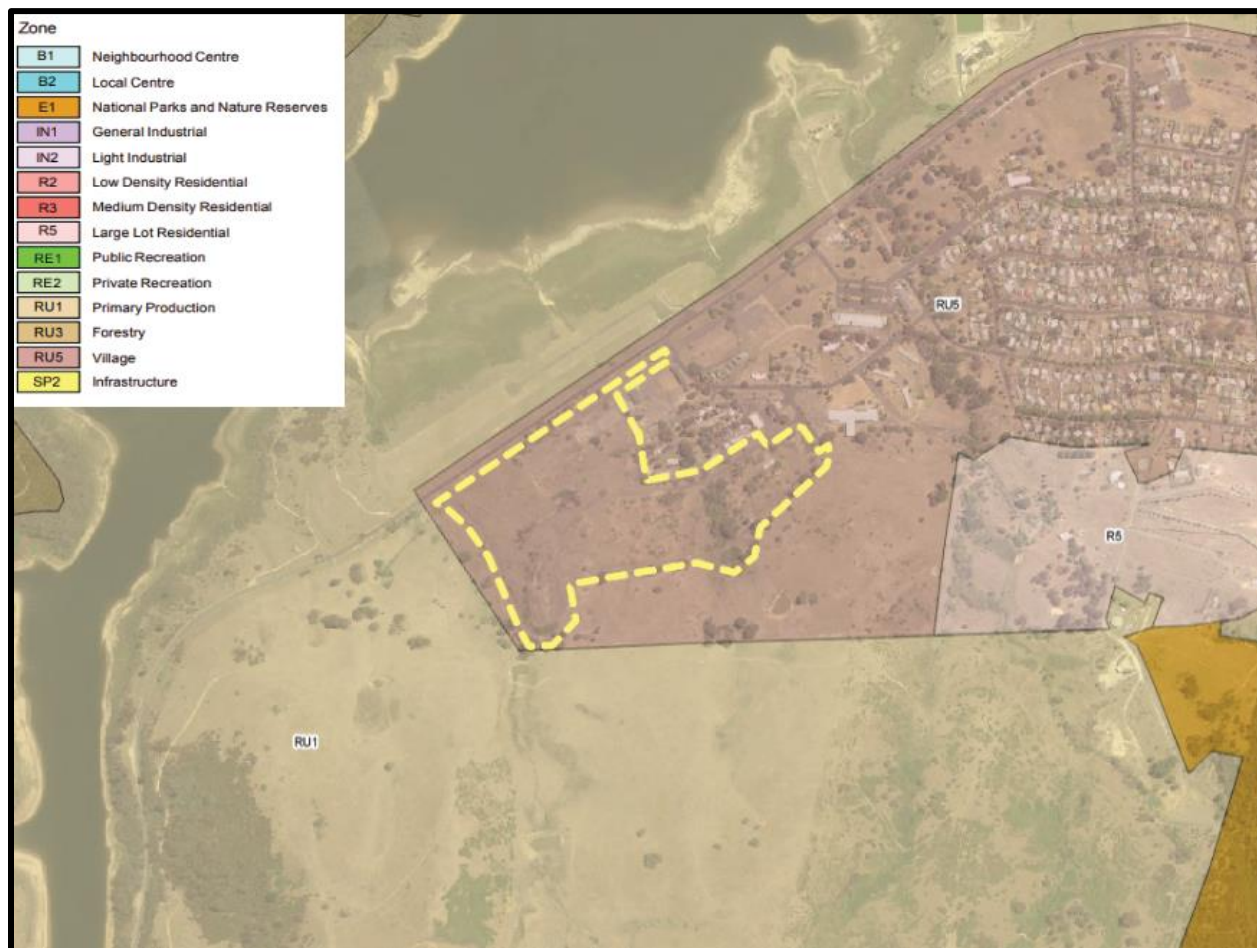 Zone
B1 Neighbourhood Centre
B2 Local Centre
E1 National Parks and Nature Reserves
IN1 General Industrial
IN2 Light Industrial
R2 Low Density Residential
R3 Medium Density Residential
R5 Large Lot Residential
RE1 Public Recreation
RE2 Private Recreation
RU1 Primary Production
RU3 Forestry
RU5 Village
SP2 Infrastructure
RU5
R5
RU1